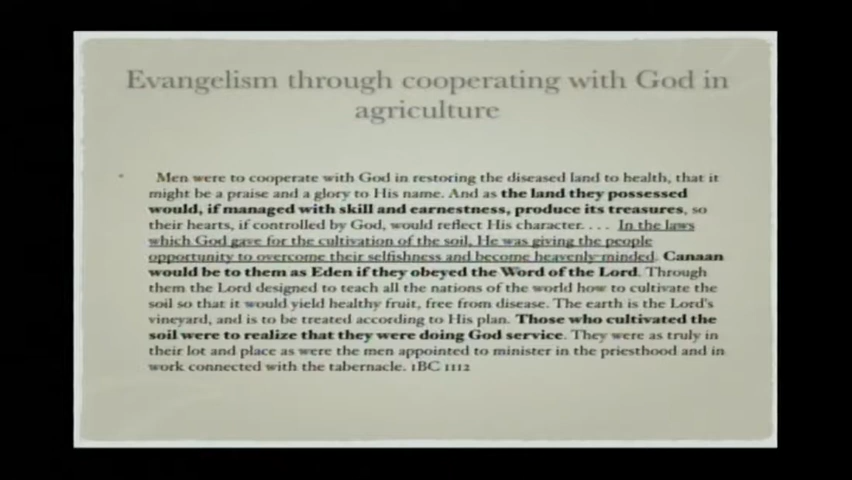 Evangelism through cooperating with God in
agriculture
• Men were to cooperate with God in restoring the diseased land to health, that it
might be a praise and a glory to His name. And as the land they possessed
would, if managed with skill and earnestness, produce its treasures, so
their hearts, if controlled by God, would reflect His character. . . . In the laws
which God gave for the cultivation of the soil, He was giving the people
opportunity to overcome their selfishness and become heavenly-minded. Canaan
would be to them as Eden if they obeyed the Word of the Lord. Through
them the Lord designed to teach all the nations of the world how to cultivate the
soil so that it would yield healthy fruit, free from disease. The earth is the Lord's
vineyard, and is to be treated according to His plan. Those who cultivated the
soil were to realize that they were doing God service. They were as truly in
their lot and place as were the men appointed to minister in the priesthood and in
work connected with the tabernacle. 1BC 1112